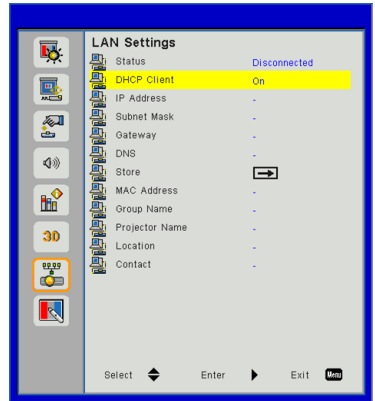 LAN Settings
Status Disconnected
DHCP Client On
IP Address -
Subnet Mask -
Gateway -
DNS -
Store
MAC Address -
Group Name -
Projector Name -
Location -
Contact -
3D
Select Enter Exit Menu